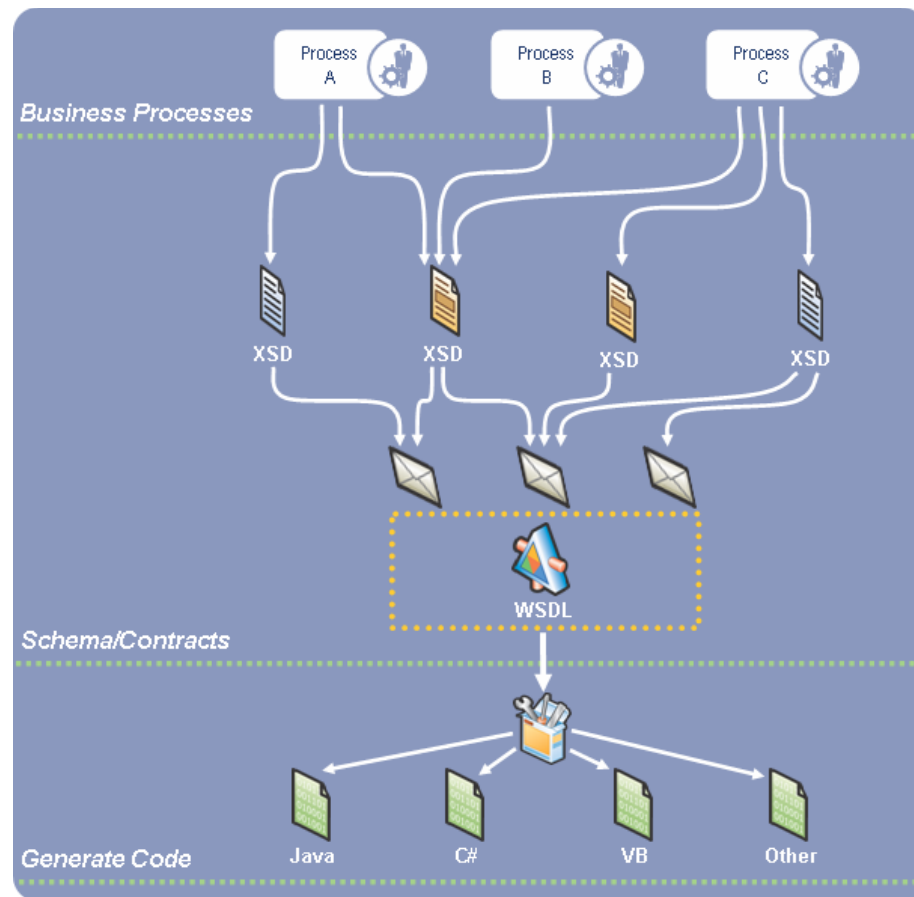 Process
A
Process
B
Process
C
Business Processes
XSD
XSD
XSD
XSD
WSDL
Schema/Contracts
Java
C#
VB
Other
Generate Code